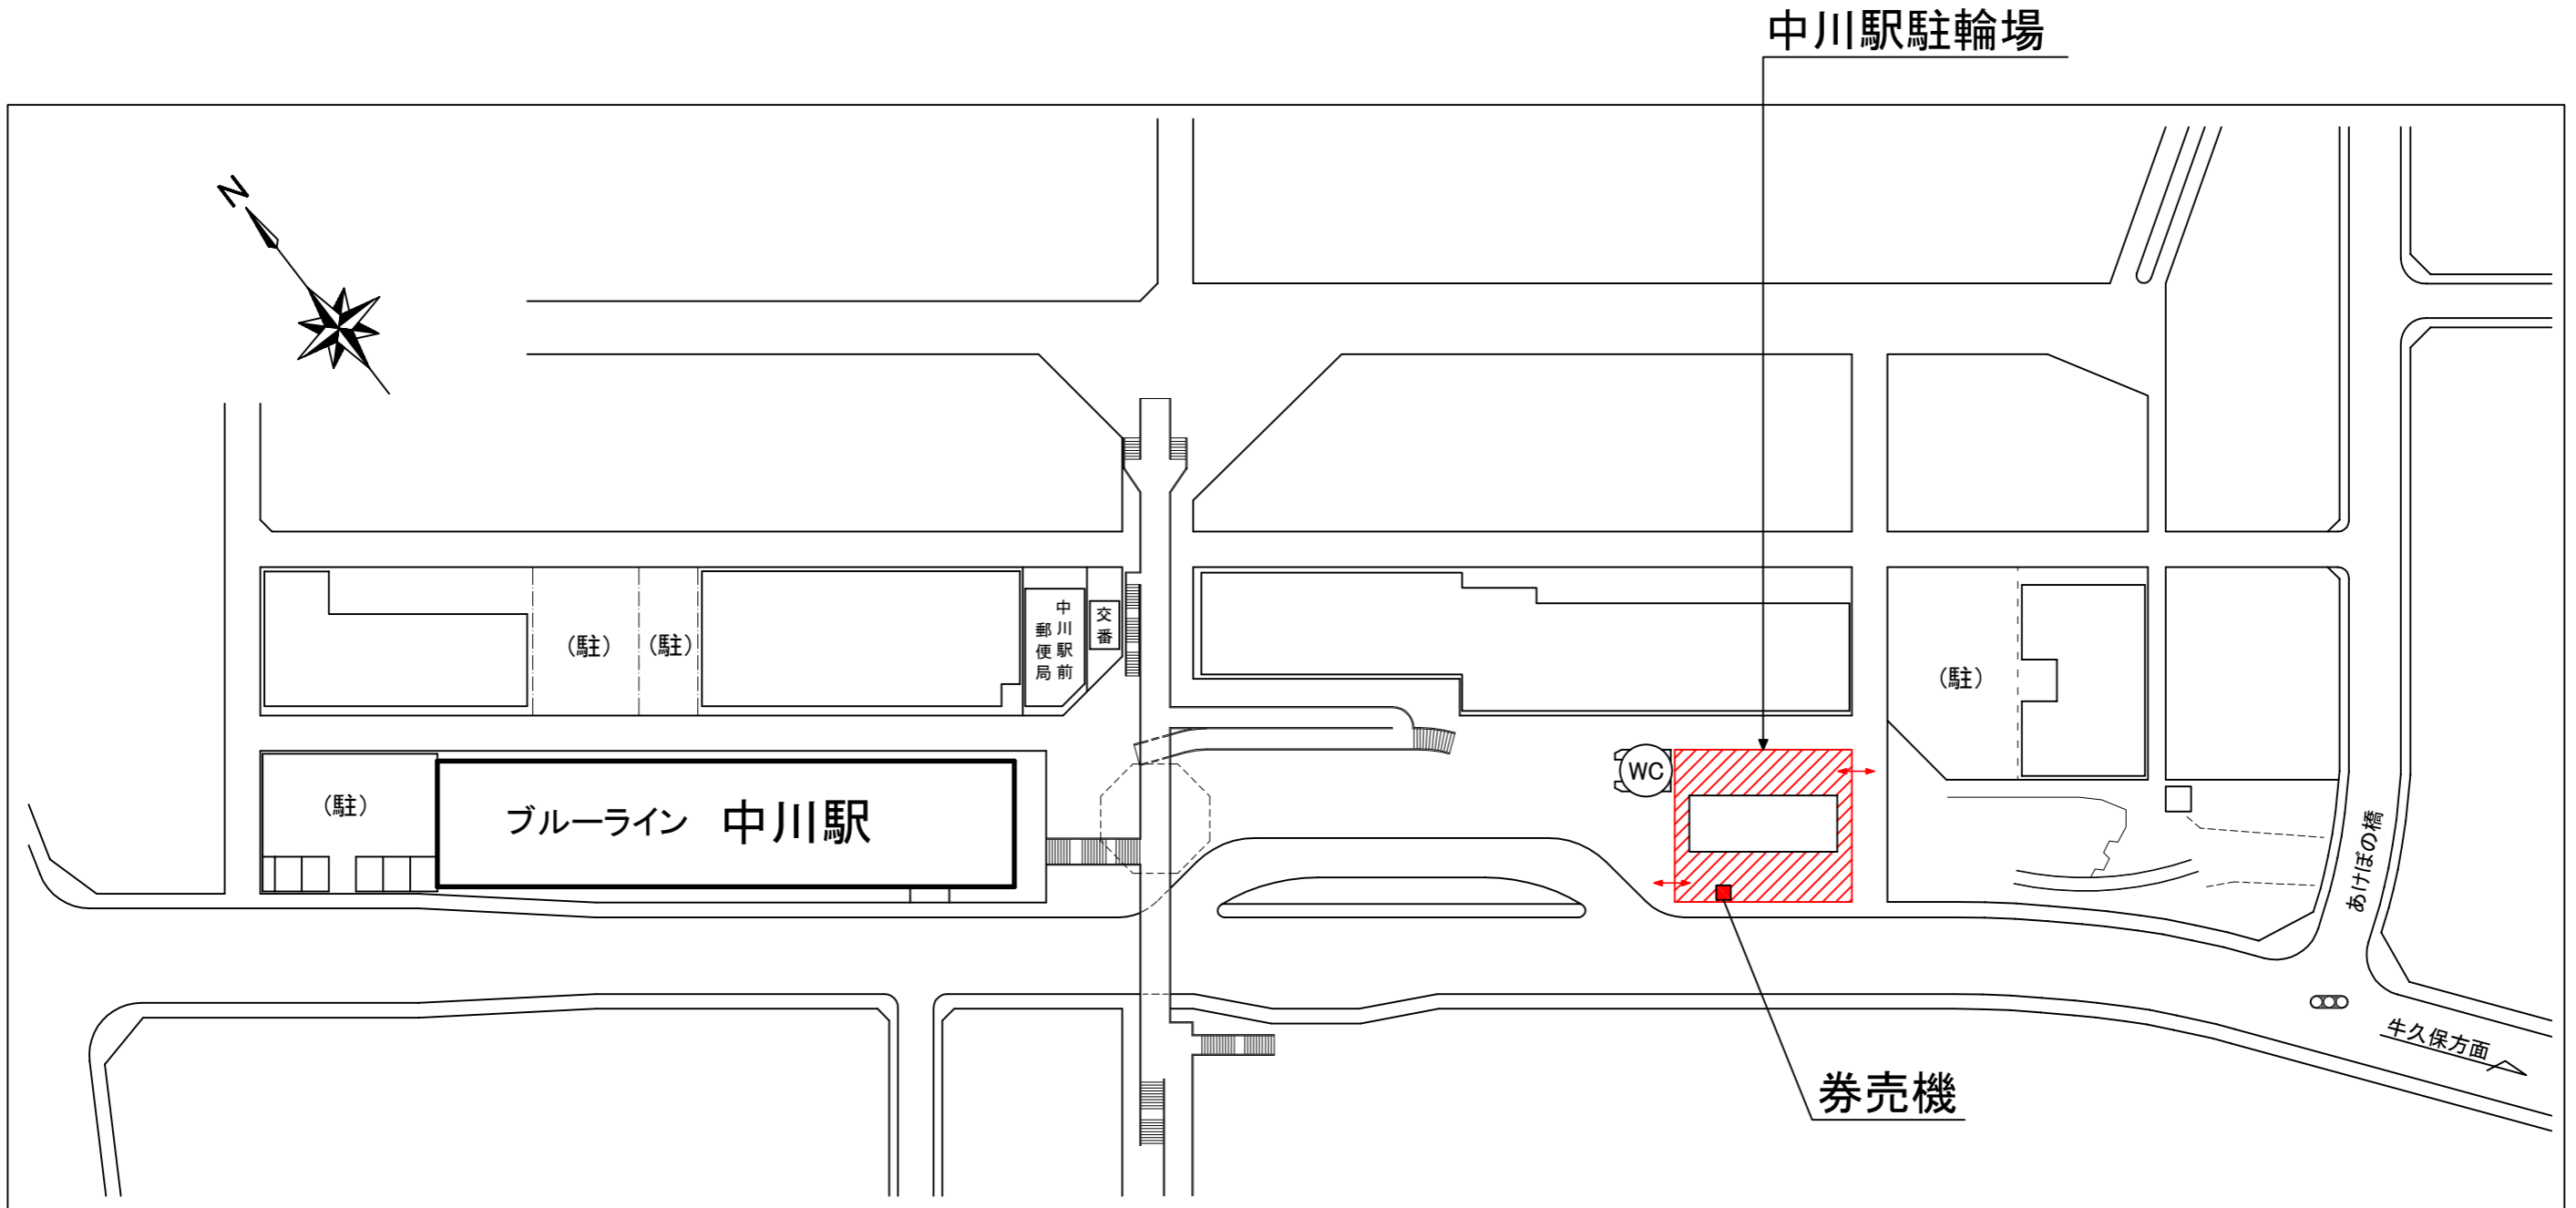 中川駅駐輪場
N
(駐)
(駐)
中川駅前
郵便局
交番
(駐)
(駐)
ブルーライン 中川駅
WC
あけぼの橋
牛久保方面
券売機